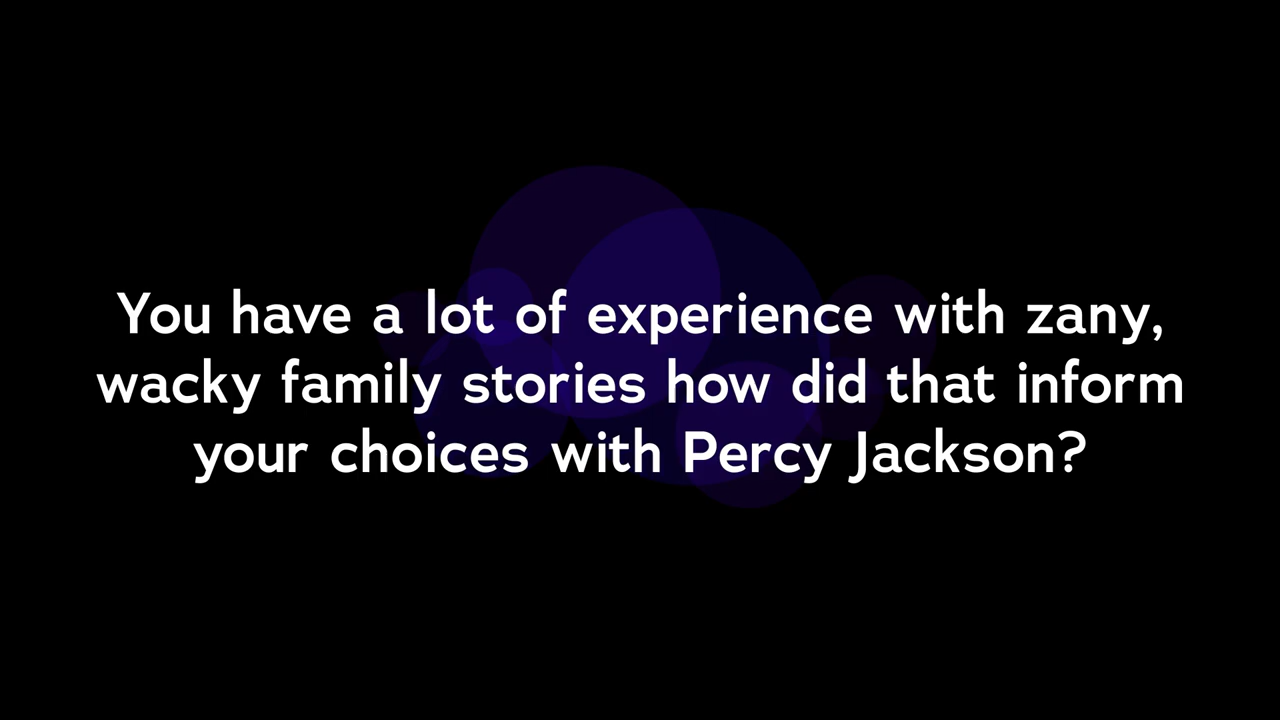 You have a lot of experience with zany,
wacky family stories how did that inform
your choices with Percy Jackson?